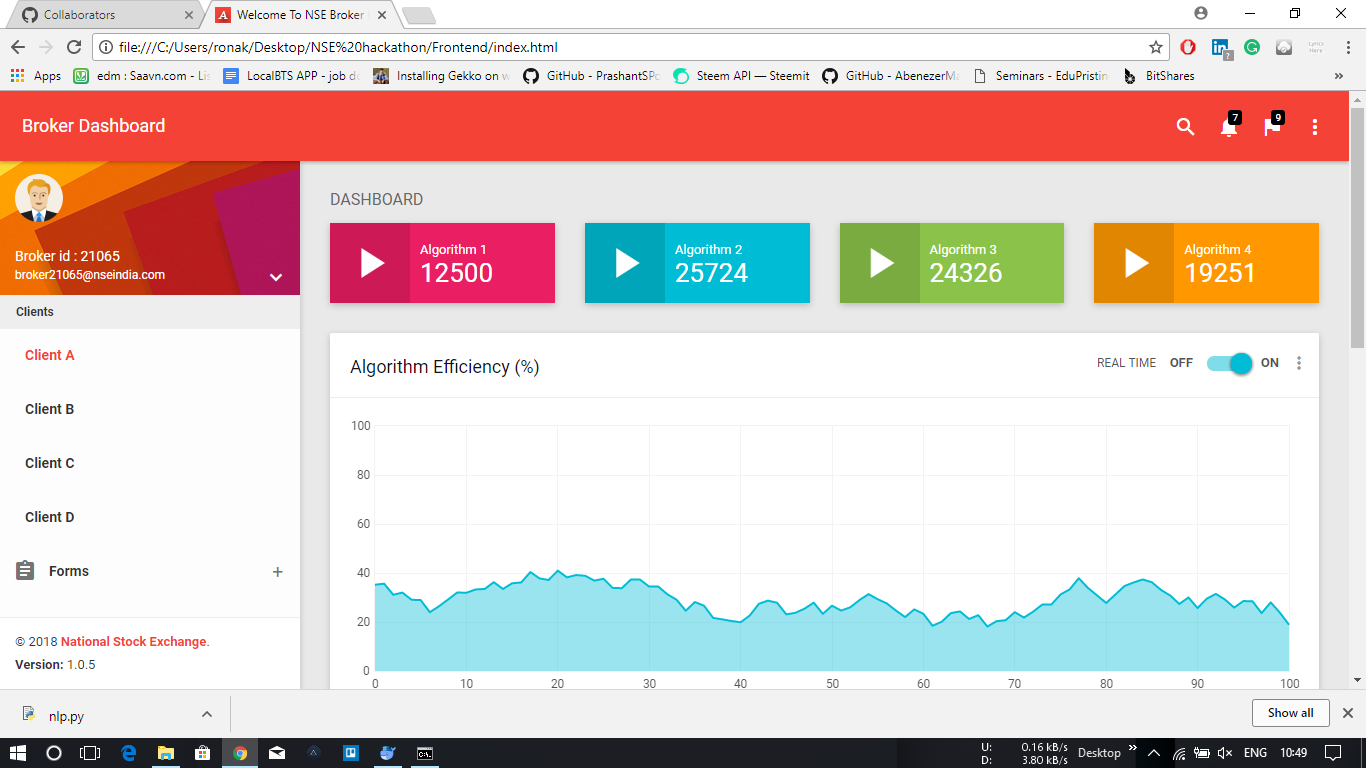 Collaborators
Welcome To NSE Broker
file:///C:/Users/ronak/Desktop/NSE%20hackathon/Frontend/index.html
Apps
edm : Saavn.com - Lis
LocalBTS APP - job de
Installing Gekko on w
GitHub - PrashantSPo
Steem API — Steemit
GitHub - AbenezerMa
Seminars - EduPristin
BitShares
»
Broker Dashboard
7
9
Broker id : 21065
broker21065@nseindia.com
Clients
Client A
Client B
Client C
Client D
Forms
+
© 2018 National Stock Exchange.
Version: 1.0.5
DASHBOARD
Algorithm 1
12500
Algorithm 2
25724
Algorithm 3
24326
Algorithm 4
19251
Algorithm Efficiency (%)
REAL TIME OFF ON
100
80
60
40
20
0
0 10 20 30 40 50 60 70 80 90 100
nlp.py
Show all
U: 0.16 kB/s
D: 3.80 kB/s
Desktop
»
ENG
10:49